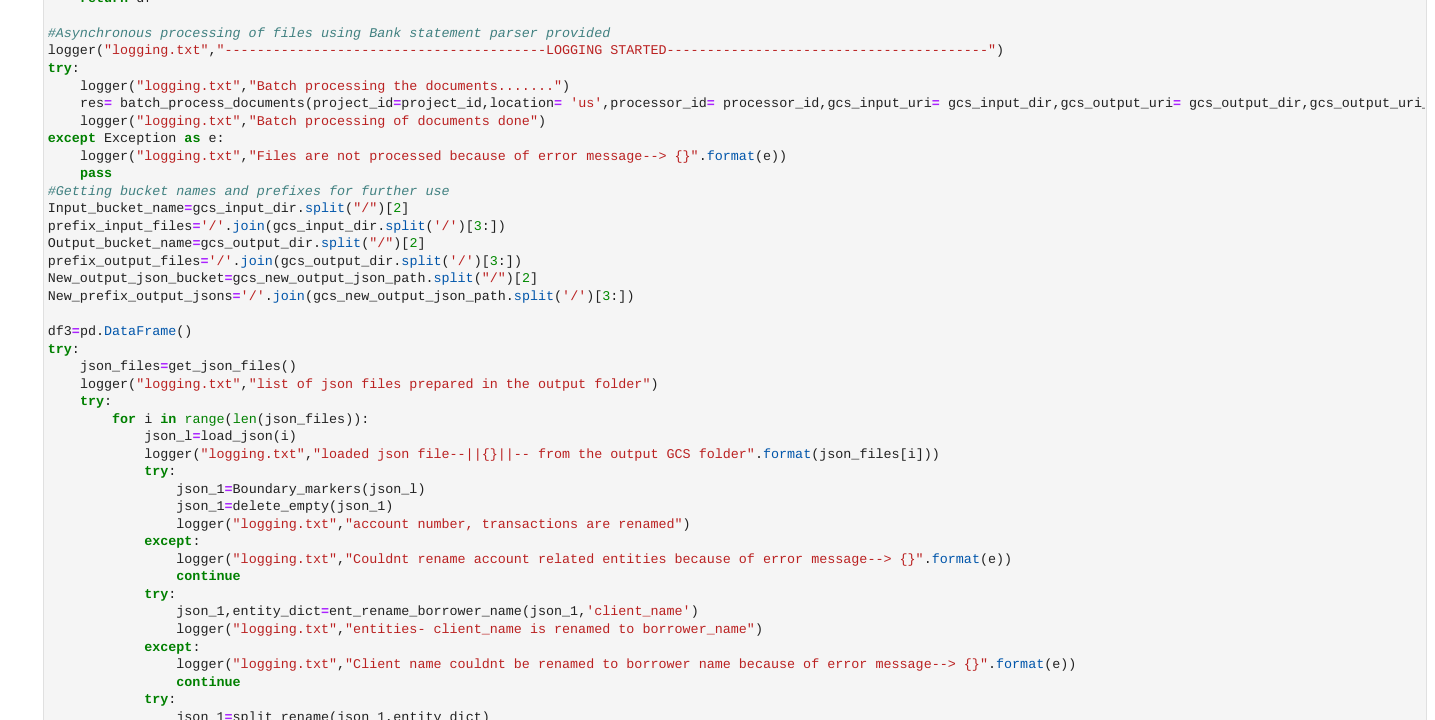 return df
#Asynchronous processing of files using Bank statement parser provided
logger("logging.txt","----------------------------------------LOGGING STARTED----------------------------------------")
try:
    logger("logging.txt","Batch processing the documents.......")
    res= batch_process_documents(project_id=project_id,location= 'us',processor_id= processor_id,gcs_input_uri= gcs_input_dir,gcs_output_uri= gcs_output_dir,gcs_output_uri_
    logger("logging.txt","Batch processing of documents done")
except Exception as e:
    logger("logging.txt","Files are not processed because of error message--> {}".format(e))
    pass
#Getting bucket names and prefixes for further use
Input_bucket_name=gcs_input_dir.split("/")[2]
prefix_input_files='/'.join(gcs_input_dir.split('/')[3:])
Output_bucket_name=gcs_output_dir.split("/")[2]
prefix_output_files='/'.join(gcs_output_dir.split('/')[3:])
New_output_json_bucket=gcs_new_output_json_path.split("/")[2]
New_prefix_output_jsons='/'.join(gcs_new_output_json_path.split('/')[3:])
df3=pd.DataFrame()
try:
    json_files=get_json_files()
    logger("logging.txt","list of json files prepared in the output folder")
    try:
        for i in range(len(json_files)):
            json_l=load_json(i)
            logger("logging.txt","loaded json file--||{}||-- from the output GCS folder".format(json_files[i]))
            try:
                json_1=Boundary_markers(json_l)
                json_1=delete_empty(json_1)
                logger("logging.txt","account number, transactions are renamed")
            except:
                logger("logging.txt","Couldnt rename account related entities because of error message--> {}".format(e))
                continue
            try:
                json_1,entity_dict=ent_rename_borrower_name(json_1,'client_name')
                logger("logging.txt","entities- client_name is renamed to borrower_name")
            except:
                logger("logging.txt","Client name couldnt be renamed to borrower name because of error message--> {}".format(e))
                continue
            try:
                json_1=split_rename(json_1,entity_dict)